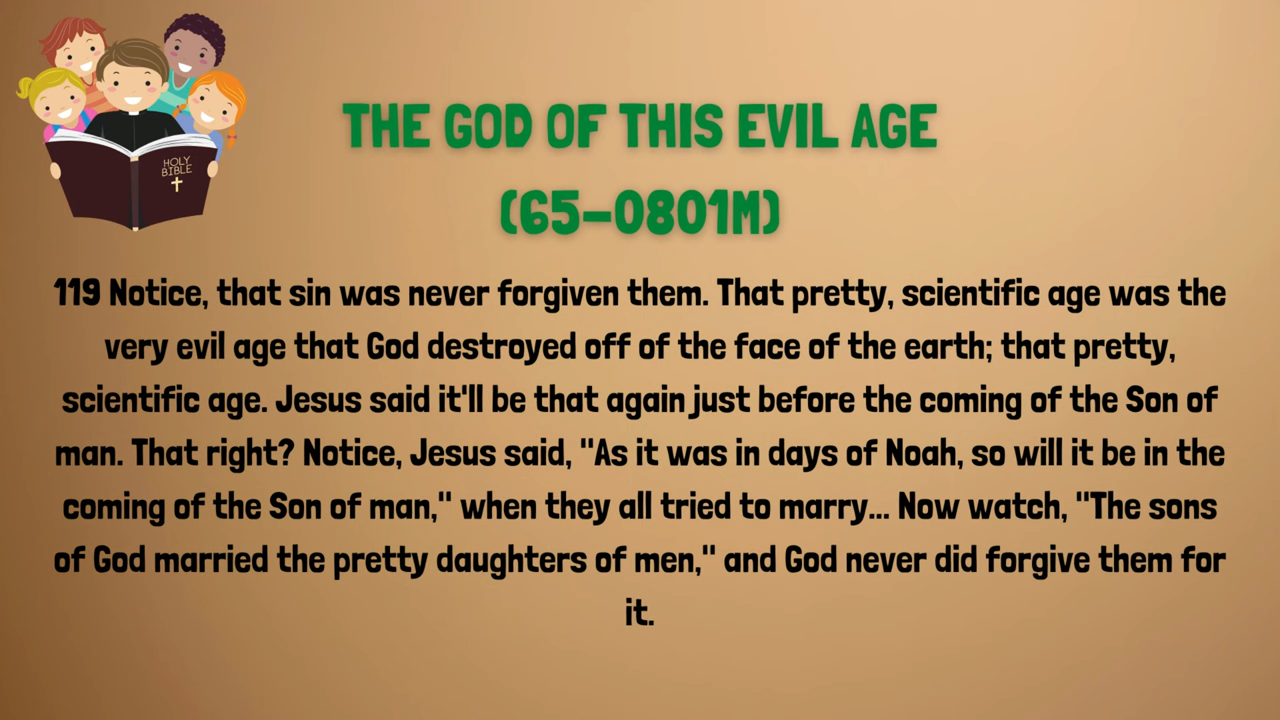 HOLY
BIBLE
THE GOD OF THIS EVIL AGE
(65-0801M)
119 Notice, that sin was never forgiven them. That pretty, scientific age was the
very evil age that God destroyed off of the face of the earth; that pretty,
scientific age. Jesus said it'll be that again just before the coming of the Son of
man. That right? Notice, Jesus said, "As it was in days of Noah, so will it be in the
coming of the Son of man," when they all tried to marry... Now watch, "The sons
of God married the pretty daughters of men," and God never did forgive them for
it.